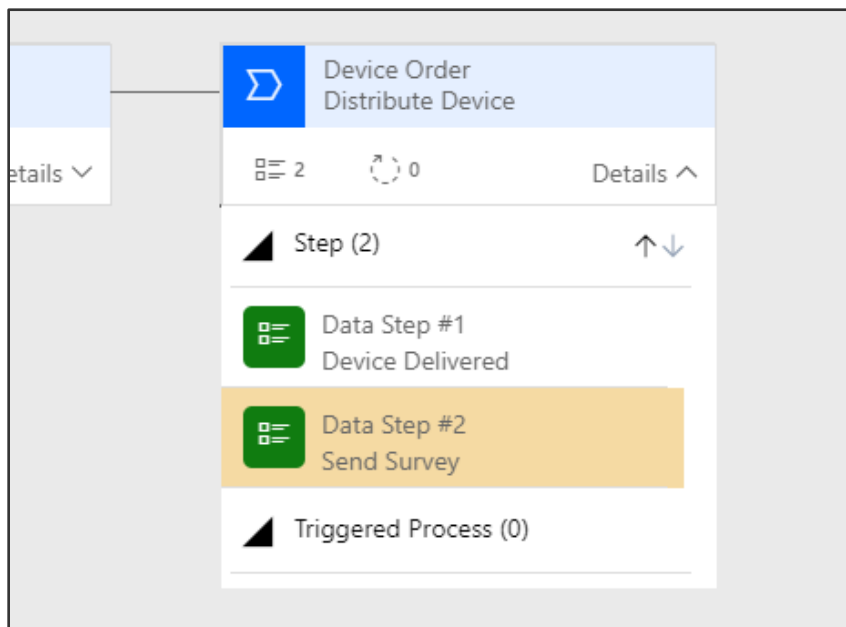 Device Order
Distribute Device
etails
2
0
Details
Step (2)
Data Step #1
Device Delivered
Data Step #2
Send Survey
Triggered Process (0)